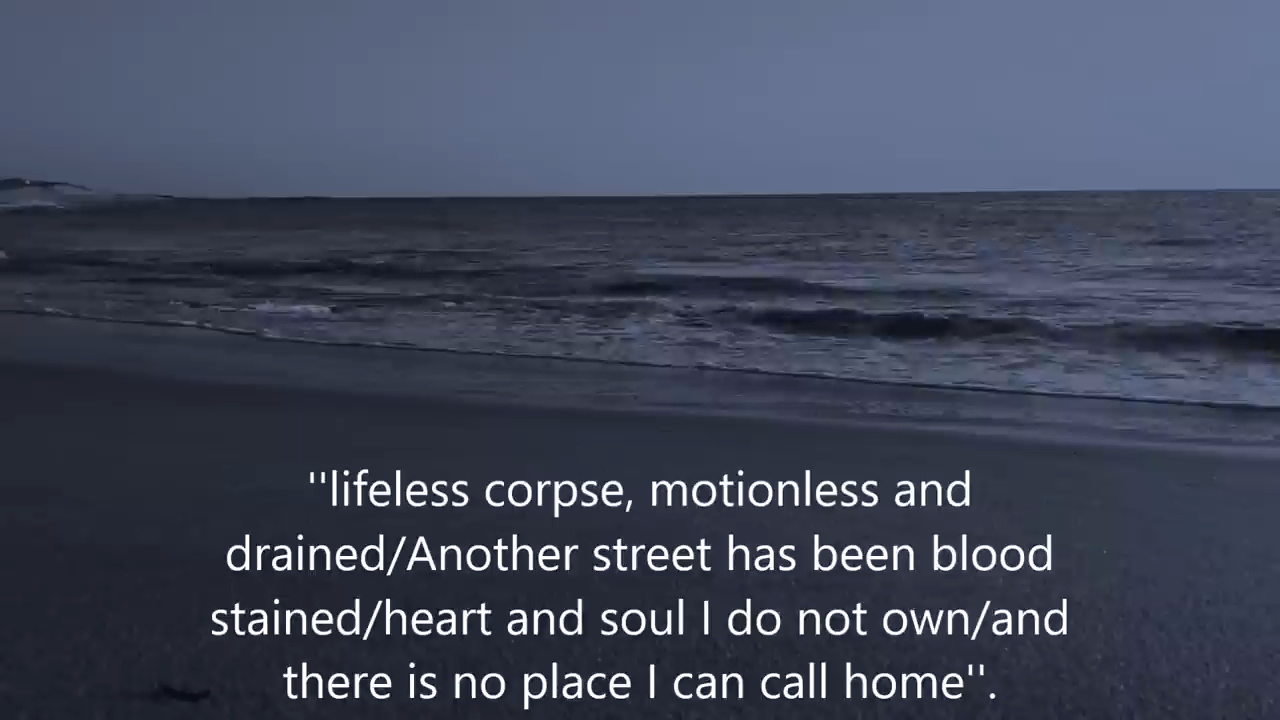 ''lifeless corpse, motionless and
drained/Another street has been blood
stained/heart and soul I do not own/and
there is no place I can call home''.